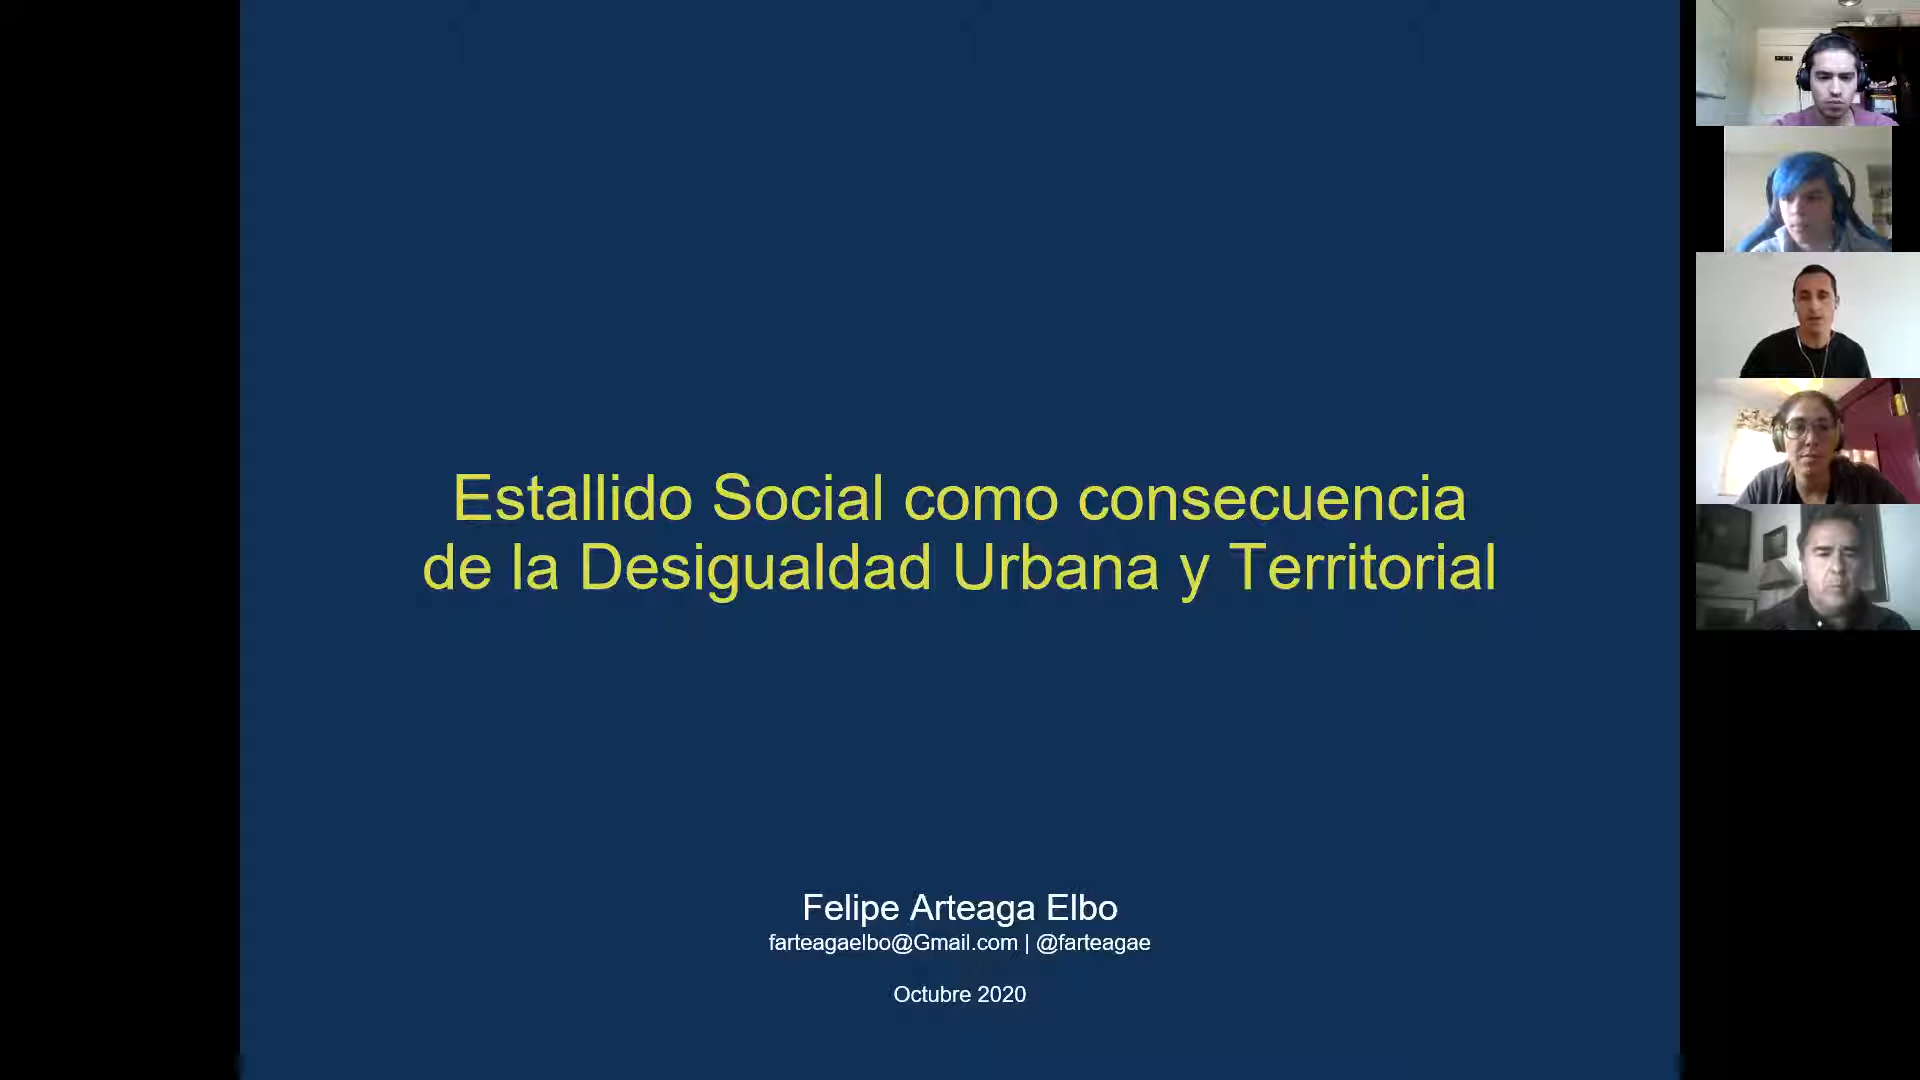 Estallido Social como consecuencia
de la Desigualdad Urbana y Territorial
Felipe Arteaga Elbo
farteagaelbo@Gmail.com | @farteagae
Octubre 2020